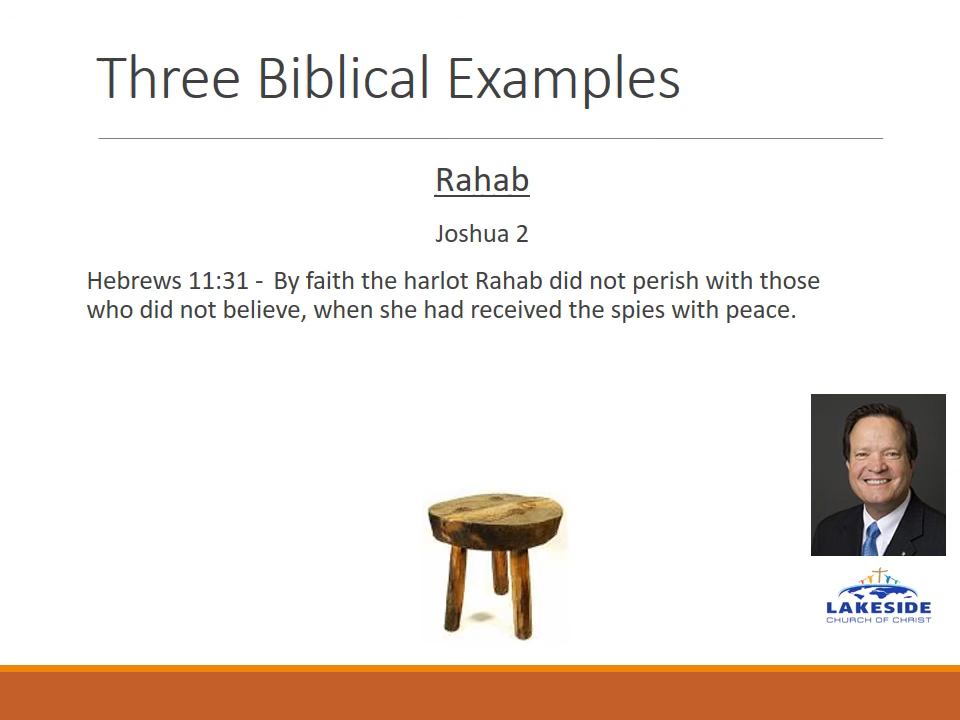 Three Biblical Examples
Rahab
Joshua 2
Hebrews 11:31 - By faith the harlot Rahab did not perish with those
who did not believe, when she had received the spies with peace.
LAKESIDE
CHURCH OF CHRIST